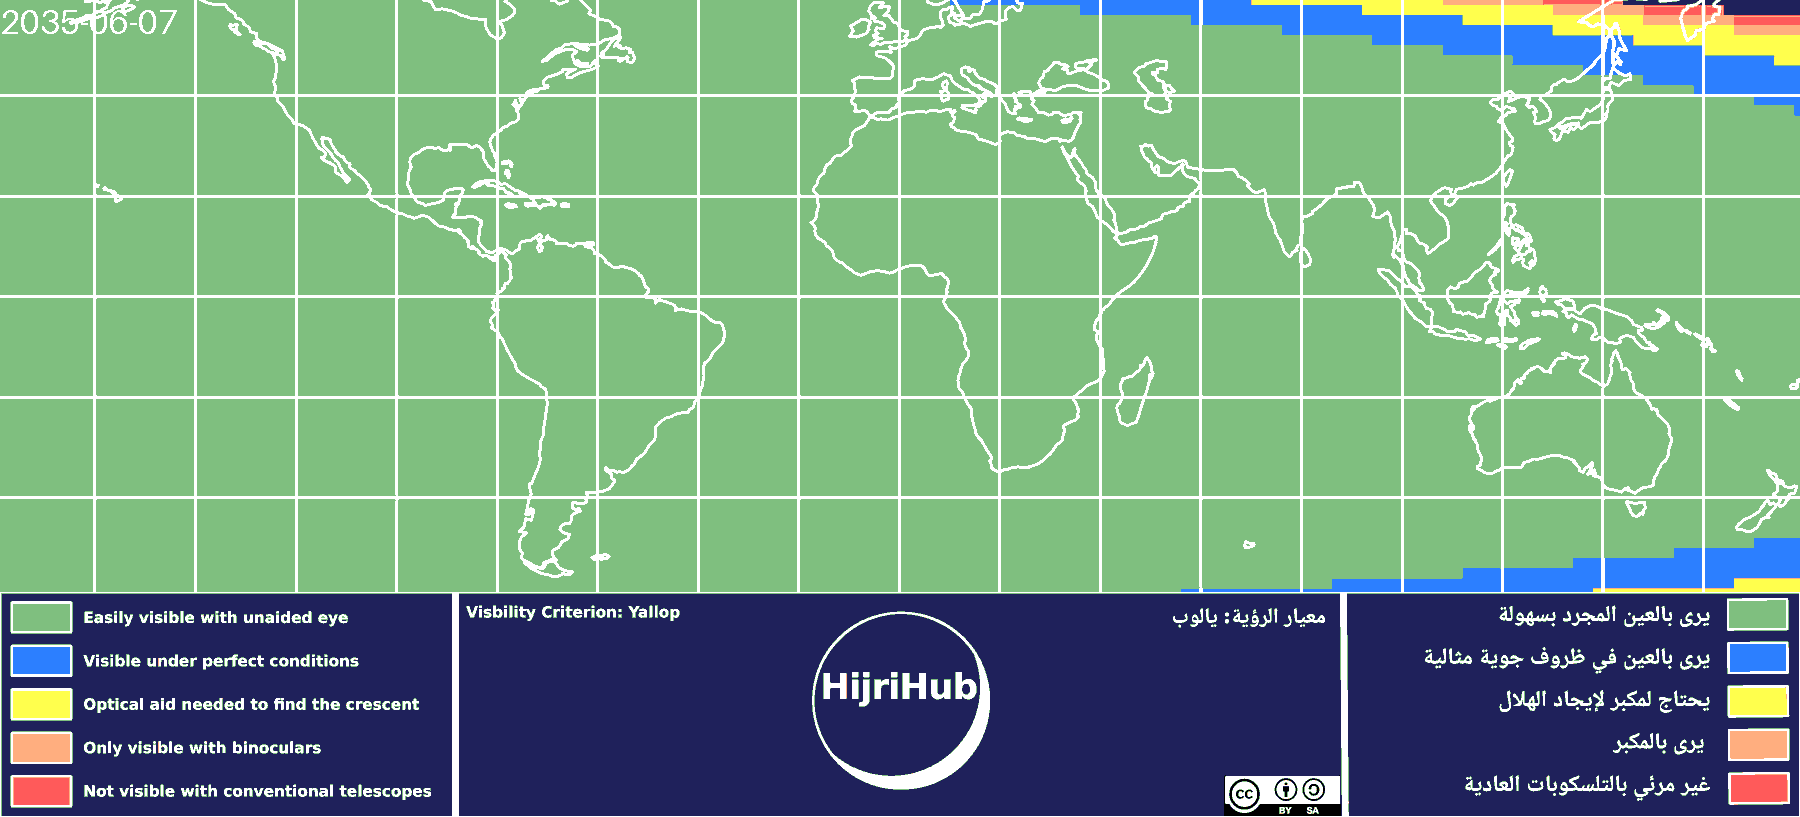 2035-06-07
Easily visible with unaided eye
Visible under perfect conditions
Optical aid needed to find the crescent
Only visible with binoculars
Not visible with conventional telescopes
Visbility Criterion: Yallop
معيار الرؤية: يالوب
HijriHub
cc
BY SA
يرى بالعين المجرد بسهولة
يرى بالعين في ظروف جوية مثالية
يحتاج لمكبر لإيجاد الهلال
يرى بالمكبر
غير مرئي بالتلسكوبات العادية